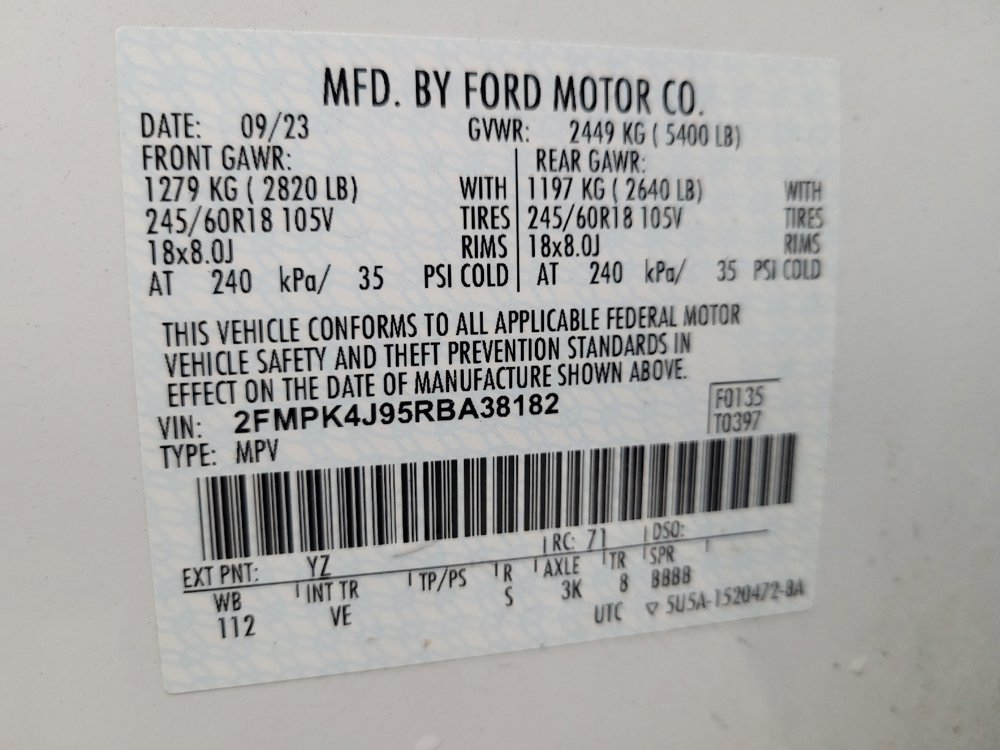 MFD. BY FORD MOTOR CO.
DATE: 09/23 GVWR: 2449 KG ( 5400 LB)
FRONT GAWR: REAR GAWR:
1279 KG ( 2820 LB) WITH 1197 KG ( 2640 LB) WITH
245/60R18 105V TIRES 245/60R18 105V TIRES
18x8.0J RIMS 18x8.0J RIMS
AT 240 kPa/ 35 PSI COLD AT 240 kPa/ 35 PSI COLD
THIS VEHICLE CONFORMS TO ALL APPLICABLE FEDERAL MOTOR
VEHICLE SAFETY AND THEFT PREVENTION STANDARDS IN
EFFECT ON THE DATE OF MANUFACTURE SHOWN ABOVE.
VIN: 2FMPK4J95RBA38182 F0135
TYPE: MPV T0397
EXT PNT: YZ RC: 71 DSO:
WB INT TR TP/PS R AXLE TR SPR
112 VE S 3K 8 BBBB
UTC ▽ 5U5A-1520472-BA